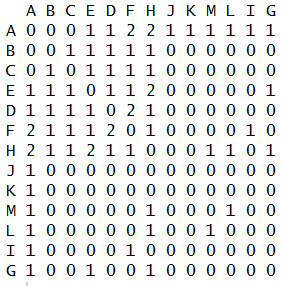 A B C E D F H J K M L I G
A 0 0 0 1 1 2 2 1 1 1 1 1 1
B 0 0 1 1 1 1 1 0 0 0 0 0 0
C 0 1 0 1 1 1 1 0 0 0 0 0 0
E 1 1 1 0 1 1 2 0 0 0 0 0 1
D 1 1 1 1 0 2 1 0 0 0 0 0 0
F 2 1 1 1 2 0 1 0 0 0 0 1 0
H 2 1 1 2 1 1 0 0 0 1 1 0 1
J 1 0 0 0 0 0 0 0 0 0 0 0 0
K 1 0 0 0 0 0 0 0 0 0 0 0 0
M 1 0 0 0 0 0 1 0 0 0 1 0 0
L 1 0 0 0 0 0 1 0 0 1 0 0 0
I 1 0 0 0 0 1 0 0 0 0 0 0 0
G 1 0 0 1 0 0 1 0 0 0 0 0 0